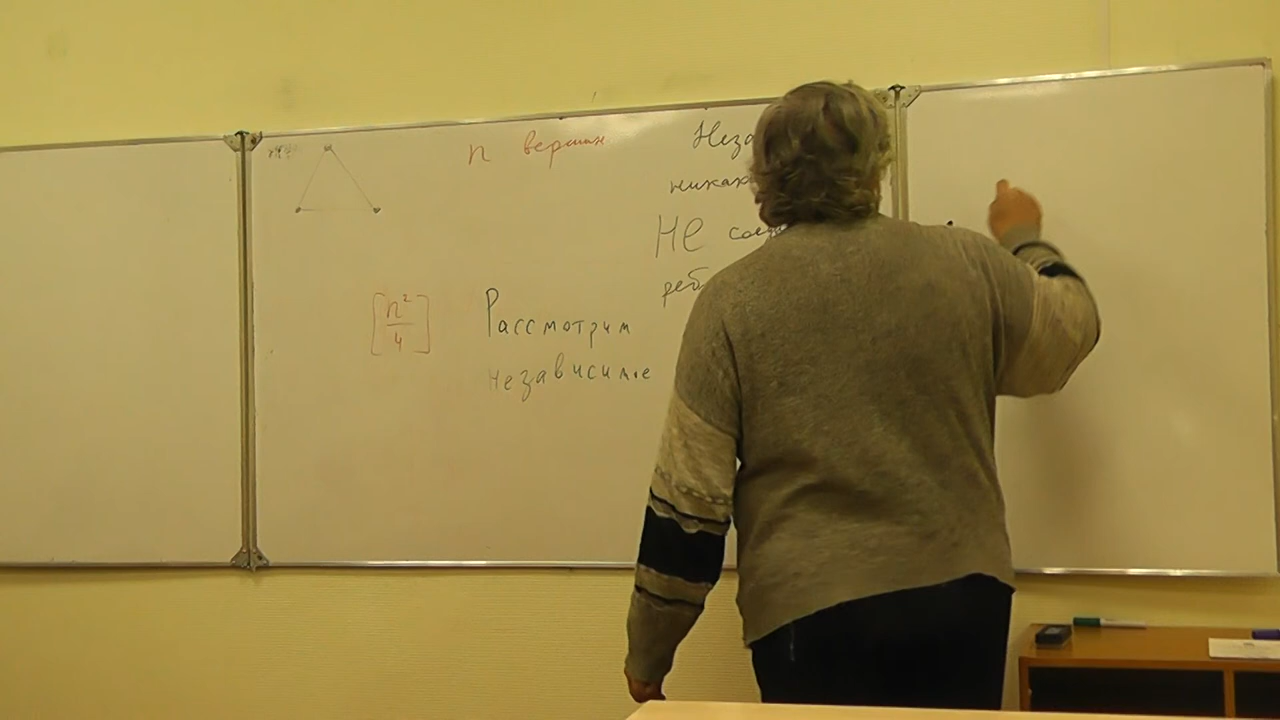 n вершин
Неза
никак
НЕ соед
реб
[n²/4] Рассмотрим
независимые